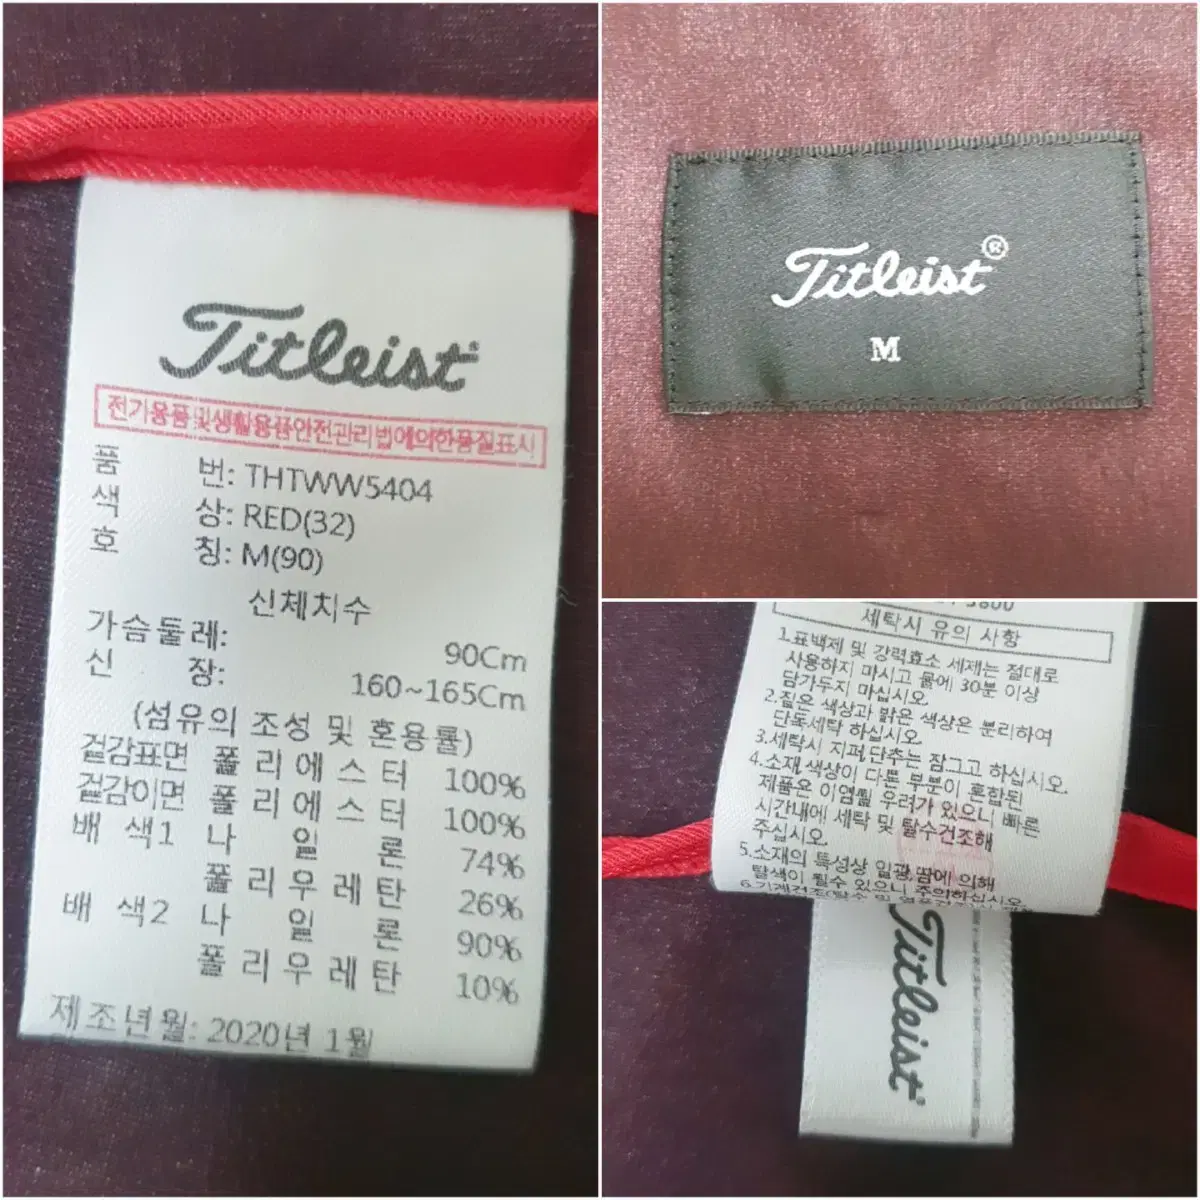 Titleist
전기용품 및 생활용품안전관리법에의한품질표시
품 번: THTWW5404
색 상: RED(32)
호 칭: M(90)
신체치수
가슴둘레: 90Cm
신 장: 160~165Cm
(섬유의 조성 및 혼용률)
겉감표면 폴리에스터 100%
겉감이면 폴리에스터 100%
배 색1 나 일 론 74%
폴리우레탄 26%
배 색2 나 일 론 90%
폴리우레탄 10%
제조년월: 2020년 1월
Titleist®
M
세탁시 유의 사항
1.표백제 및 강력효소 세제는 절대로
사용하지 마시고 물에 30분 이상
담가두지 마십시오.
2.짙은 색상과 밝은 색상은 분리하여
단독세탁 하십시오.
3.세탁시 지퍼,단추는 잠그고 하십시오.
4.소재,색상이 다른 부분이 혼합된
제품은 이염될 우려가 있으니 빠른
시간내에 세탁 및 탈수건조해
주십시오.
5.소재의 특성상 일광,땀에 의해
탈색이 될수 있으니 주의하십시오.
Titleist